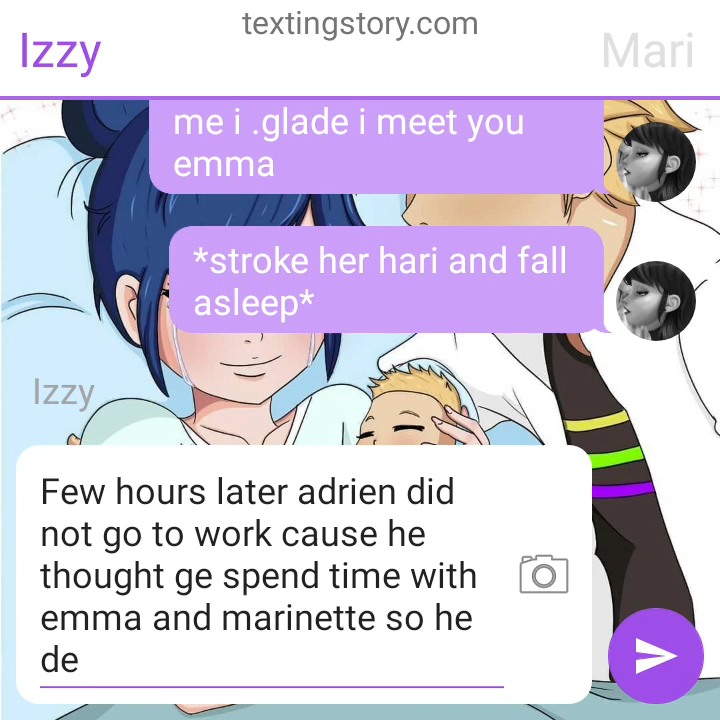 textingstory.com
Izzy
Mari
me i .glade i meet you
emma
*stroke her hari and fall
asleep*
Izzy
Few hours later adrien did
not go to work cause he
thought ge spend time with
emma and marinette so he
de